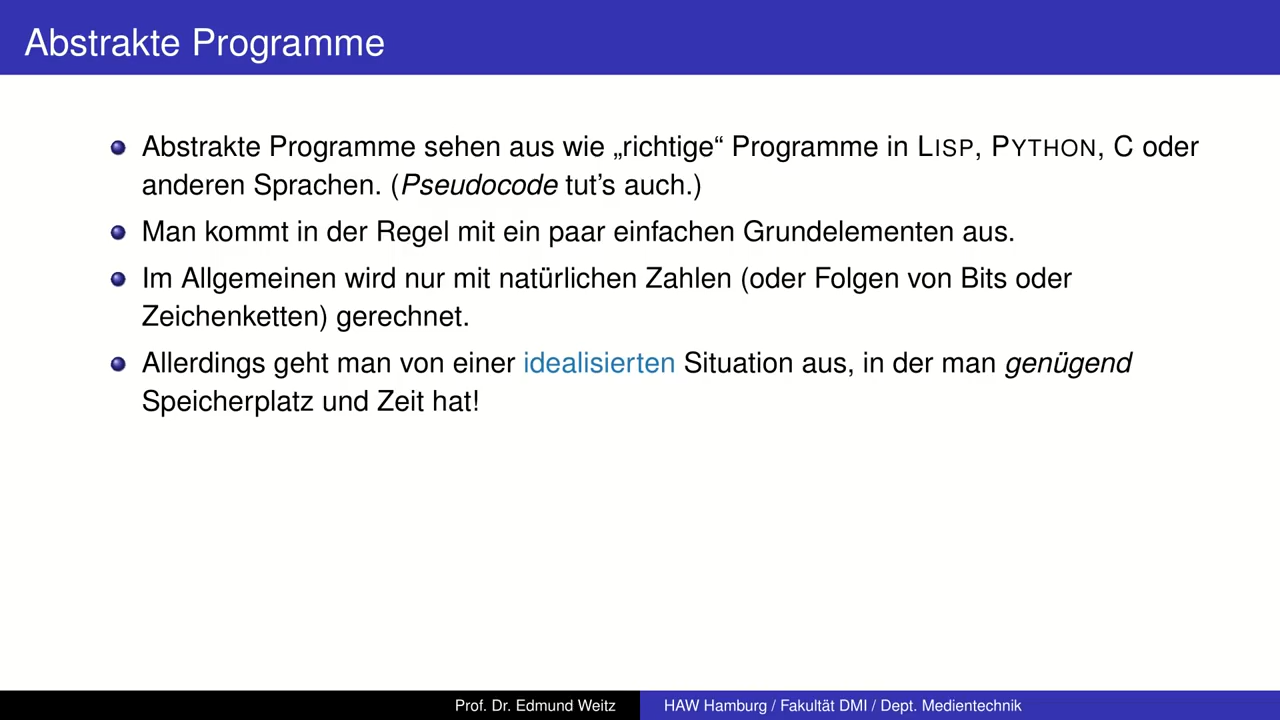 Abstrakte Programme
Abstrakte Programme sehen aus wie „richtige“ Programme in LISP, PYTHON, C oder
anderen Sprachen. (Pseudocode tut's auch.)
Man kommt in der Regel mit ein paar einfachen Grundelementen aus.
Im Allgemeinen wird nur mit natürlichen Zahlen (oder Folgen von Bits oder
Zeichenketten) gerechnet.
Allerdings geht man von einer idealisierten Situation aus, in der man genügend
Speicherplatz und Zeit hat!
Prof. Dr. Edmund Weitz HAW Hamburg / Fakultät DMI / Dept. Medientechnik